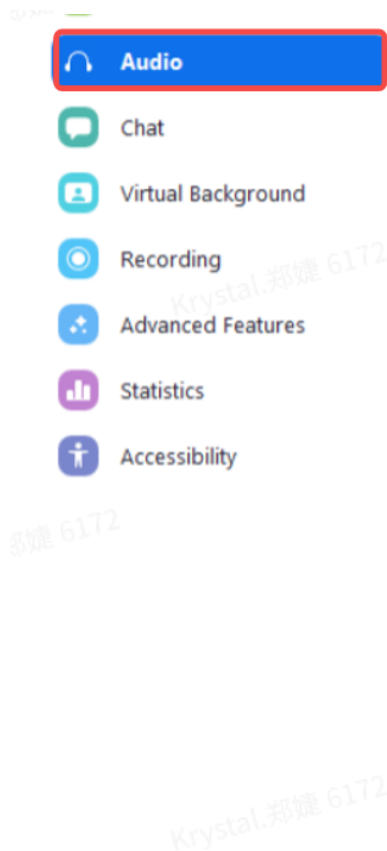 Audio
Chat
Virtual Background
Recording
Krystal.郑婕 6172
Advanced Features
Statistics
Accessibility
郑婕 6172
Krystal.郑婕 6172